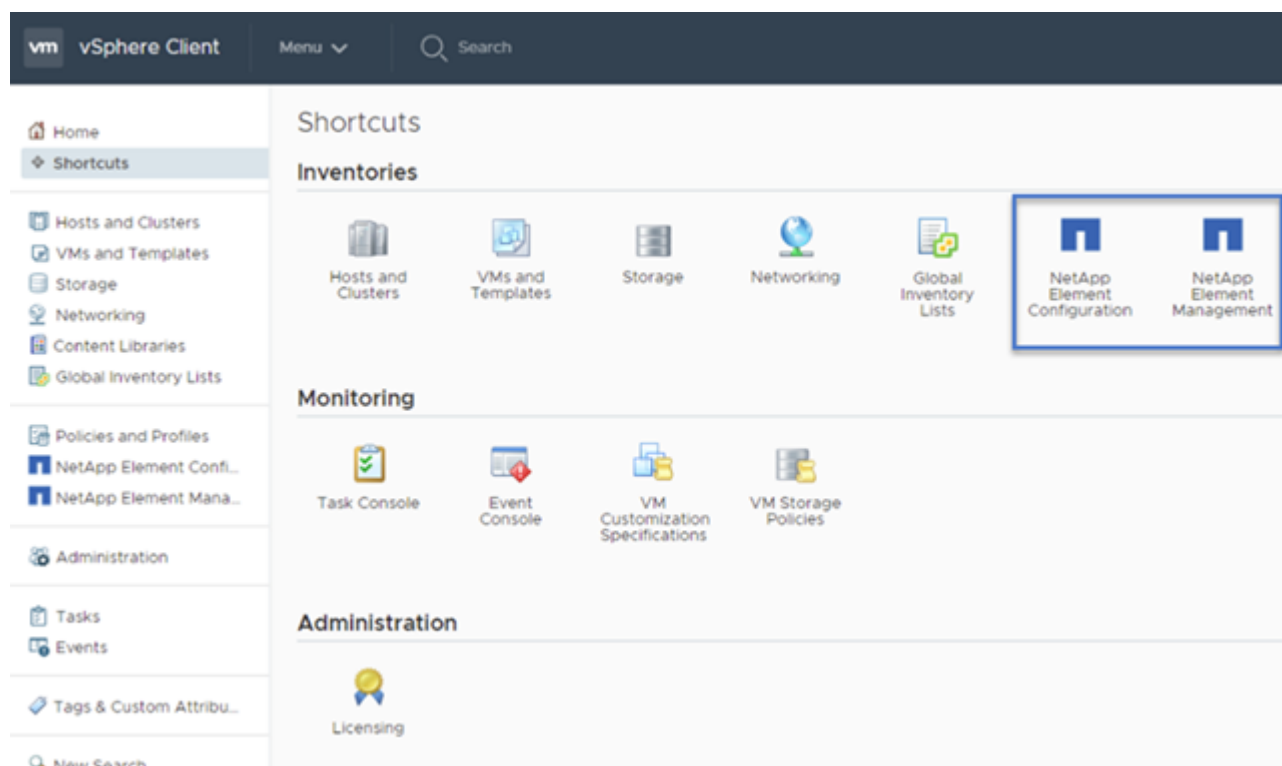 vm vSphere Client Menu Search
Home
Shortcuts
Hosts and Clusters
VMs and Templates
Storage
Networking
Content Libraries
Global Inventory Lists
Policies and Profiles
NetApp Element Confi...
NetApp Element Mana...
Administration
Tasks
Events
Tags & Custom Attribu...
New Search
Shortcuts
Inventories
Hosts and
Clusters
VMs and
Templates
Storage
Networking
Global
Inventory
Lists
NetApp
Element
Configuration
NetApp
Element
Management
Monitoring
Task Console
Event
Console
VM
Customization
Specifications
VM Storage
Policies
Administration
Licensing